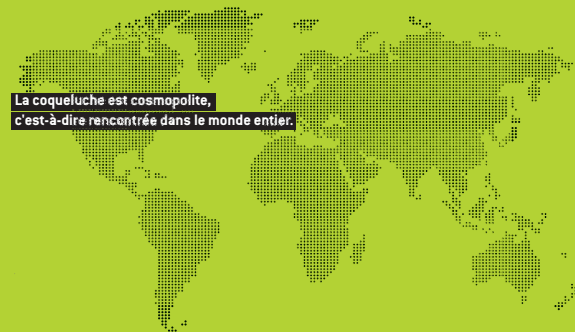 La coqueluche est cosmopolite,
c'est-à-dire rencontrée dans le monde entier.